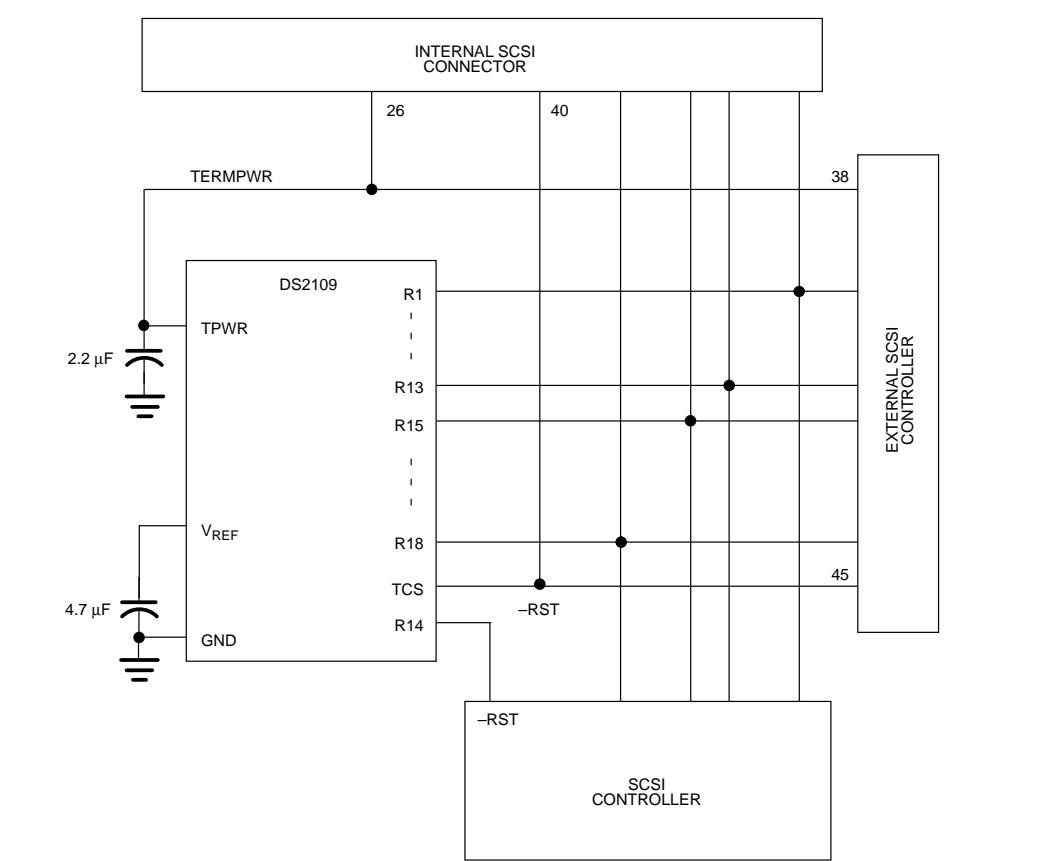 INTERNAL SCSI
CONNECTOR
26
40
TERMPWR
38
DS2109
R1
TPWR
2.2 μF
R13
R15
EXTERNAL SCSI
CONTROLLER
VREF
R18
TCS
45
4.7 μF
–RST
R14
GND
–RST
SCSI
CONTROLLER